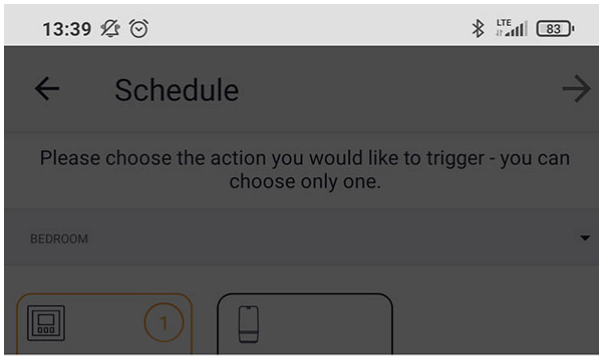 13:39 LTE 83
Schedule
Please choose the action you would like to trigger - you can
choose only one.
BEDROOM
1